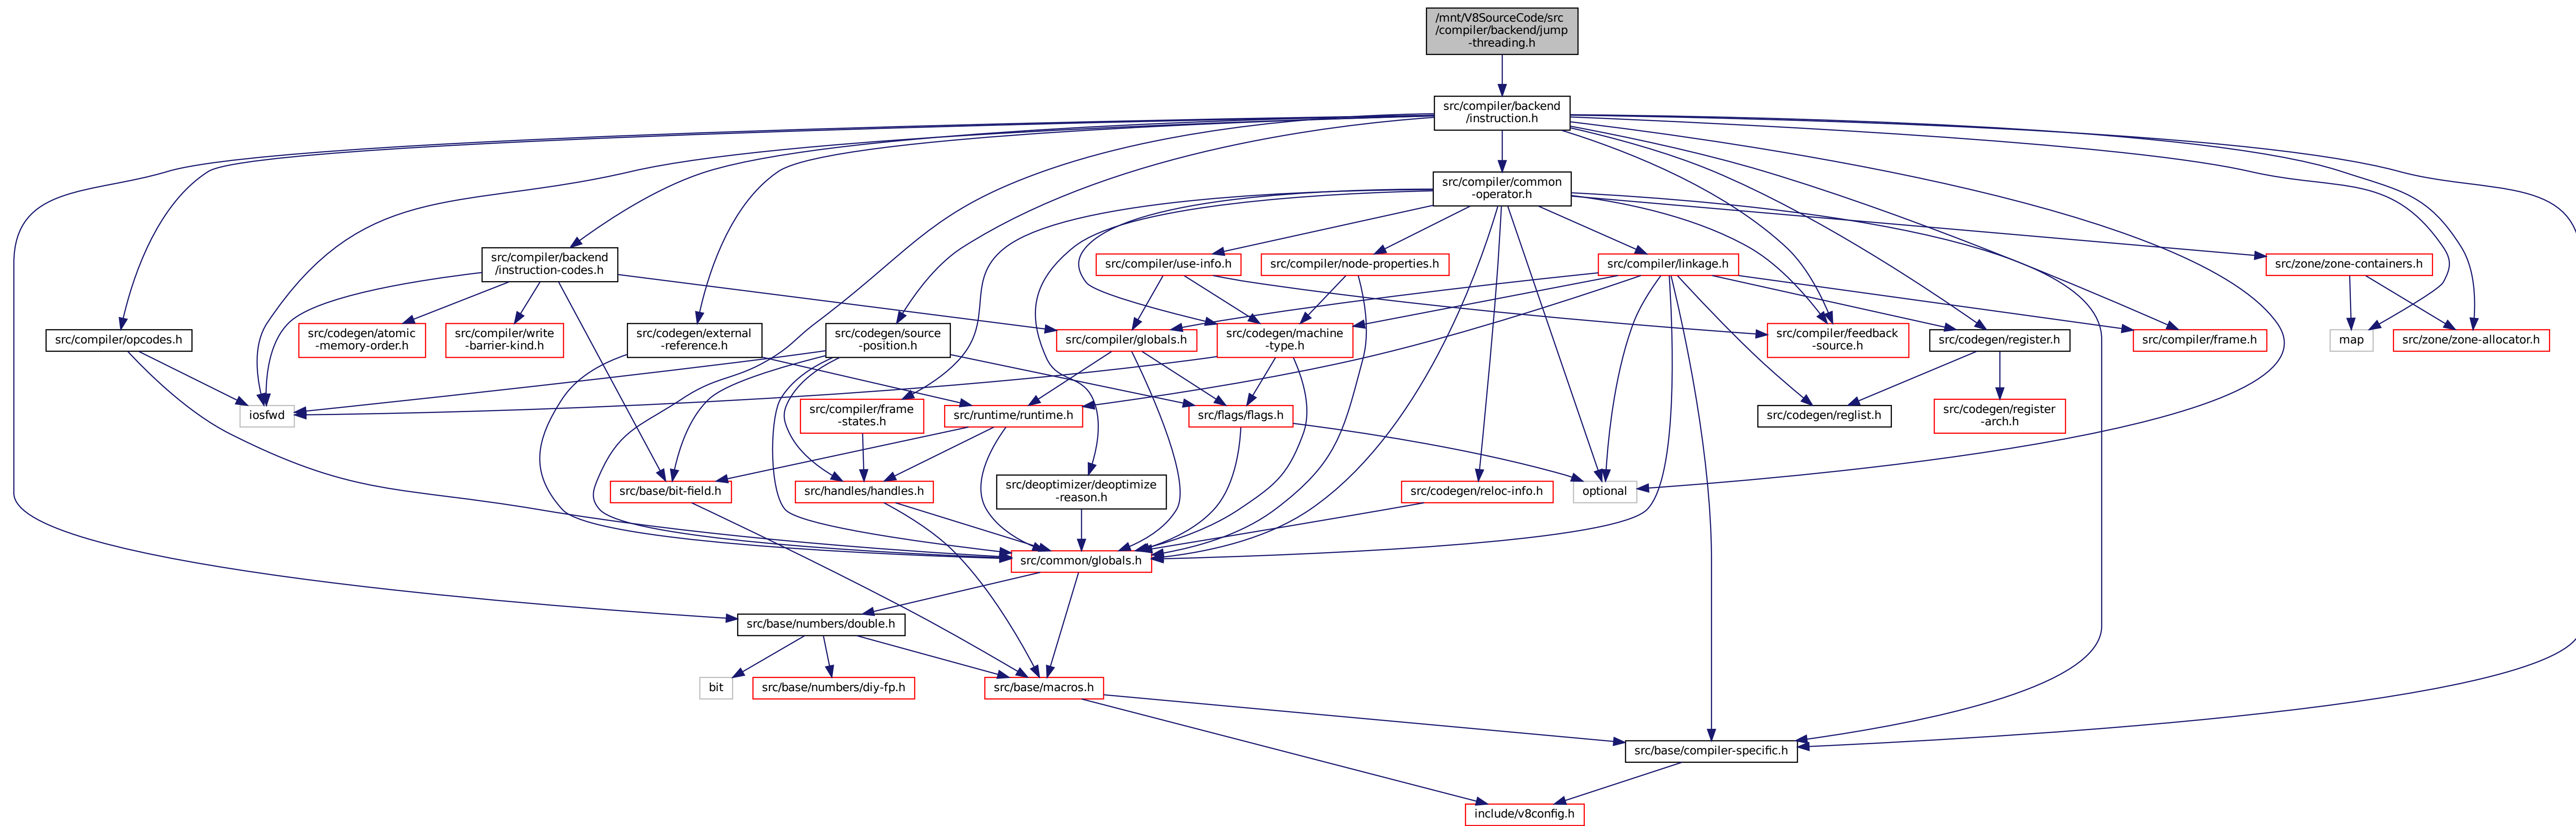 /mnt/V8SourceCode/src
/compiler/backend/jump
-threading.h
src/compiler/backend
/instruction.h
src/compiler/common
-operator.h
src/compiler/backend
/instruction-codes.h
src/compiler/use-info.h
src/compiler/node-properties.h
src/compiler/linkage.h
src/zone/zone-containers.h
src/compiler/opcodes.h
src/codegen/atomic
-memory-order.h
src/compiler/write
-barrier-kind.h
src/codegen/external
-reference.h
src/codegen/source
-position.h
src/compiler/globals.h
src/codegen/machine
-type.h
src/compiler/feedback
-source.h
src/codegen/register.h
src/compiler/frame.h
map
src/zone/zone-allocator.h
iosfwd
src/compiler/frame
-states.h
src/runtime/runtime.h
src/flags/flags.h
src/codegen/reglist.h
src/codegen/register
-arch.h
src/base/bit-field.h
src/handles/handles.h
src/deoptimizer/deoptimize
-reason.h
src/codegen/reloc-info.h
optional
src/common/globals.h
src/base/numbers/double.h
bit
src/base/numbers/diy-fp.h
src/base/macros.h
src/base/compiler-specific.h
include/v8config.h